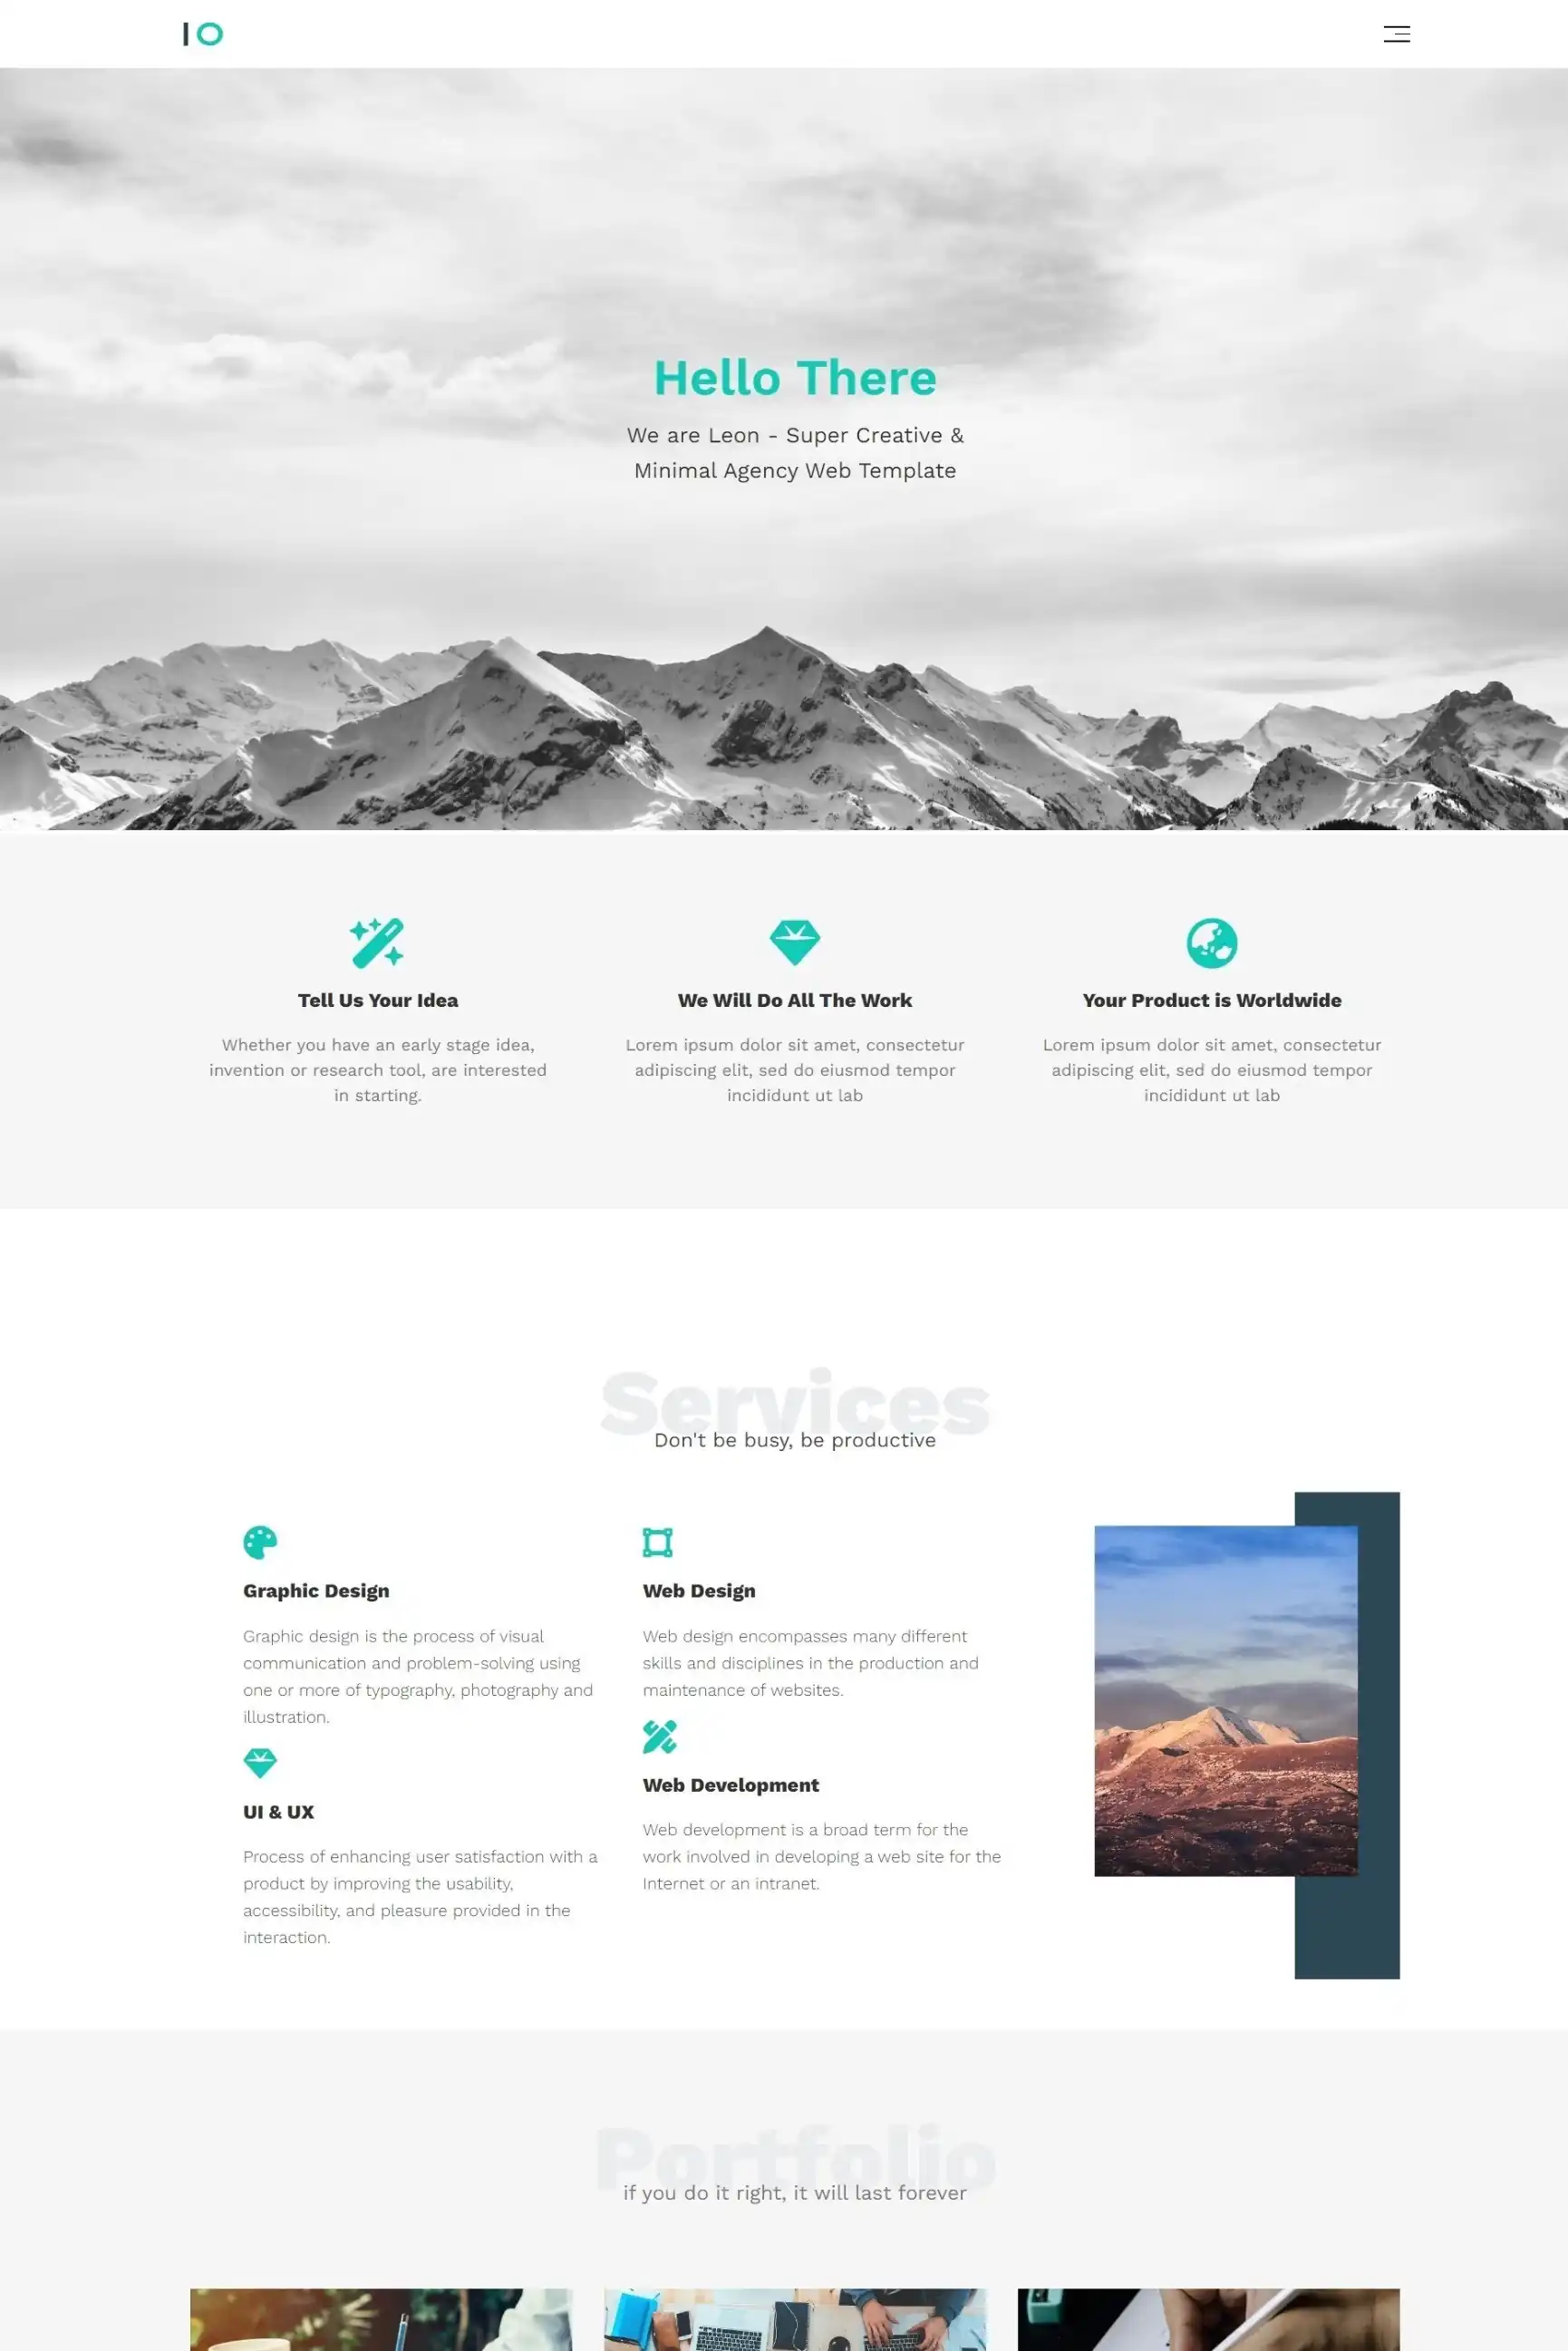 IO
Hello There
We are Leon - Super Creative &
Minimal Agency Web Template
Tell Us Your Idea
Whether you have an early stage idea,
invention or research tool, are interested
in starting.
We Will Do All The Work
Lorem ipsum dolor sit amet, consectetur
adipiscing elit, sed do eiusmod tempor
incididunt ut lab
Your Product is Worldwide
Lorem ipsum dolor sit amet, consectetur
adipiscing elit, sed do eiusmod tempor
incididunt ut lab
Services
Don't be busy, be productive
Graphic Design
Graphic design is the process of visual
communication and problem-solving using
one or more of typography, photography and
illustration.
UI & UX
Process of enhancing user satisfaction with a
product by improving the usability,
accessibility, and pleasure provided in the
interaction.
Web Design
Web design encompasses many different
skills and disciplines in the production and
maintenance of websites.
Web Development
Web development is a broad term for the
work involved in developing a web site for the
Internet or an intranet.
Portfolio
if you do it right, it will last forever